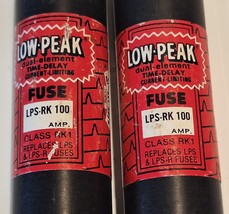 LOW-PEAK
dual-element
TIME-DELAY
CURRENT-LIMITING
FUSE
LPS-RK 100
AMP.
CLASS RK1
REPLACES LPS
& LPS-R FUSES
LOW-PEAK
dual-element
TIME-DELAY
CURRENT-LIMITING
FUSE
LPS-RK 100
AMP.
CLASS RK1
REPLACES LPS
& LPS-R FUSES